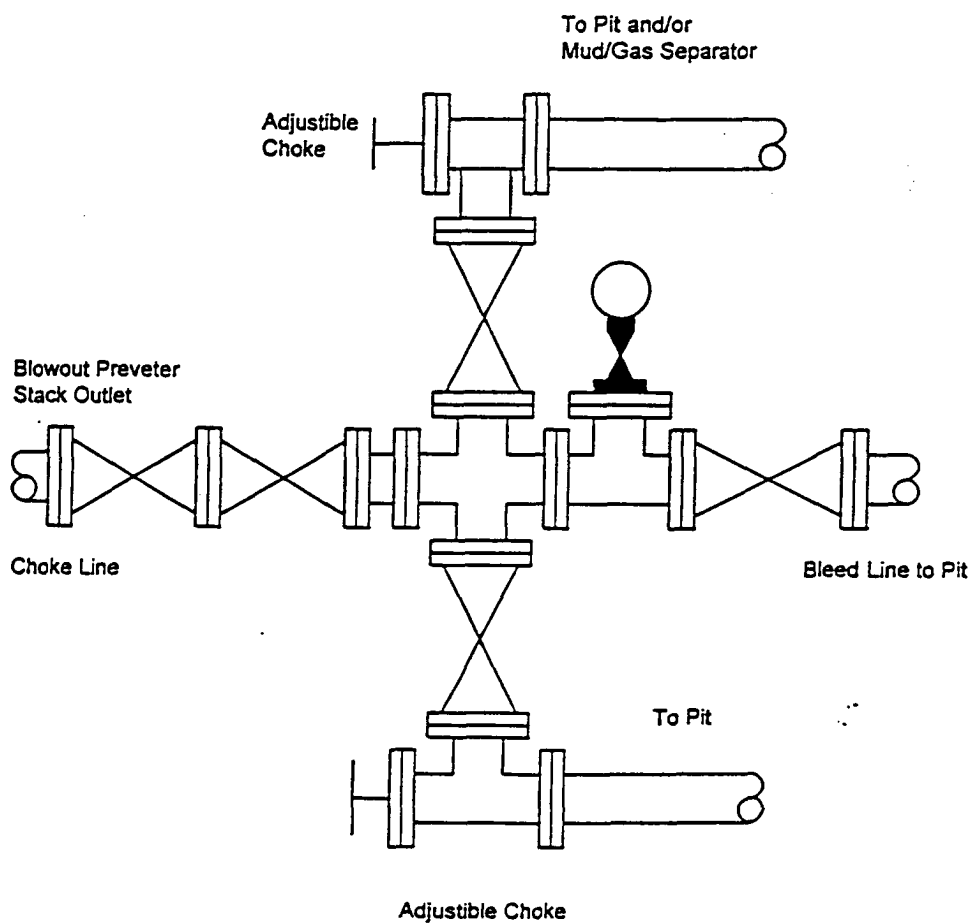 To Pit and/or
Mud/Gas Separator
Adjustible
Choke
Blowout Preveter
Stack Outlet
Choke Line
Bleed Line to Pit
To Pit
Adjustible Choke